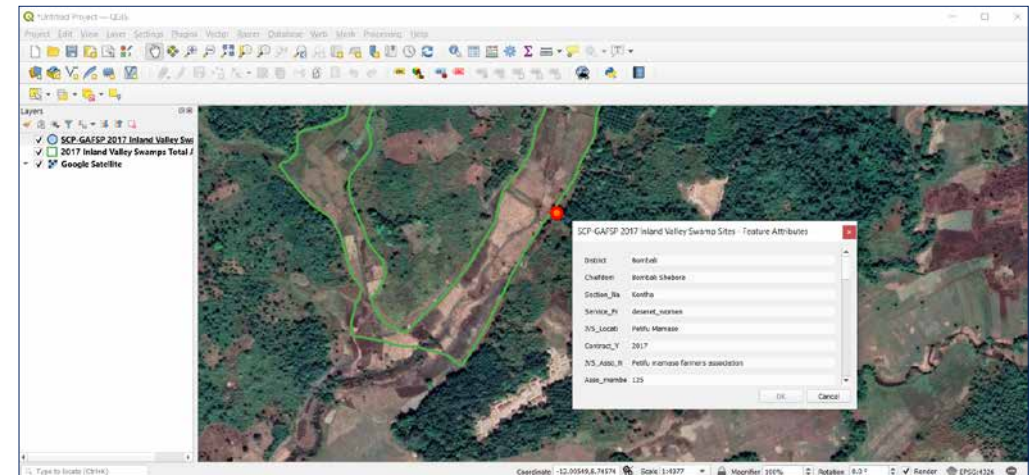 *Untitled Project — QGIS
Project Edit View Layer Settings Plugins Vector Raster Database Web Mesh Processing Help
Layers
SCP-GAFSP 2017 Inland Valley Swa
2017 Inland Valley Swamps Total A
Google Satellite
SCP-GAFSP 2017 Inland Valley Swamp Sites - Feature Attributes
District Bombali
Chiefdom Bombali Shebora
Section_Na Kontha
Service_Pr desenet_women
IVS_Locati Petifu Mamase
Contract_Y 2017
IVS_Asso_N Petifu mamase farmers association
Asso_membe 125
OK Cancel
Type to locate (Ctrl+K) Coordinate Scale 1:4377 Magnifier 100% Rotation 0.0 ° Render EPSG:4326